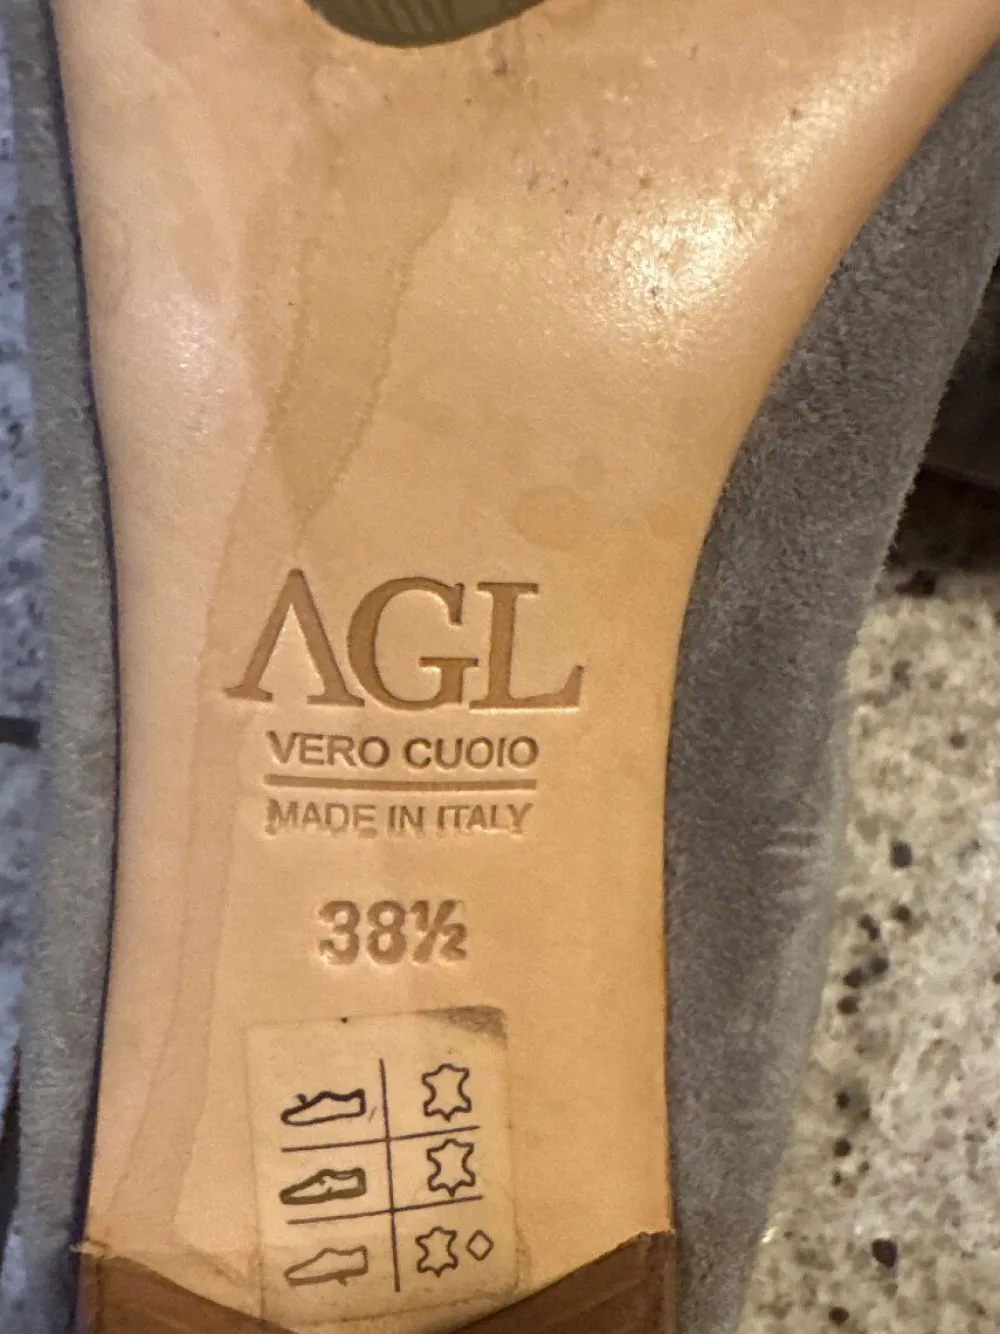 AGL
VERO CUOIO
MADE IN ITALY
38½